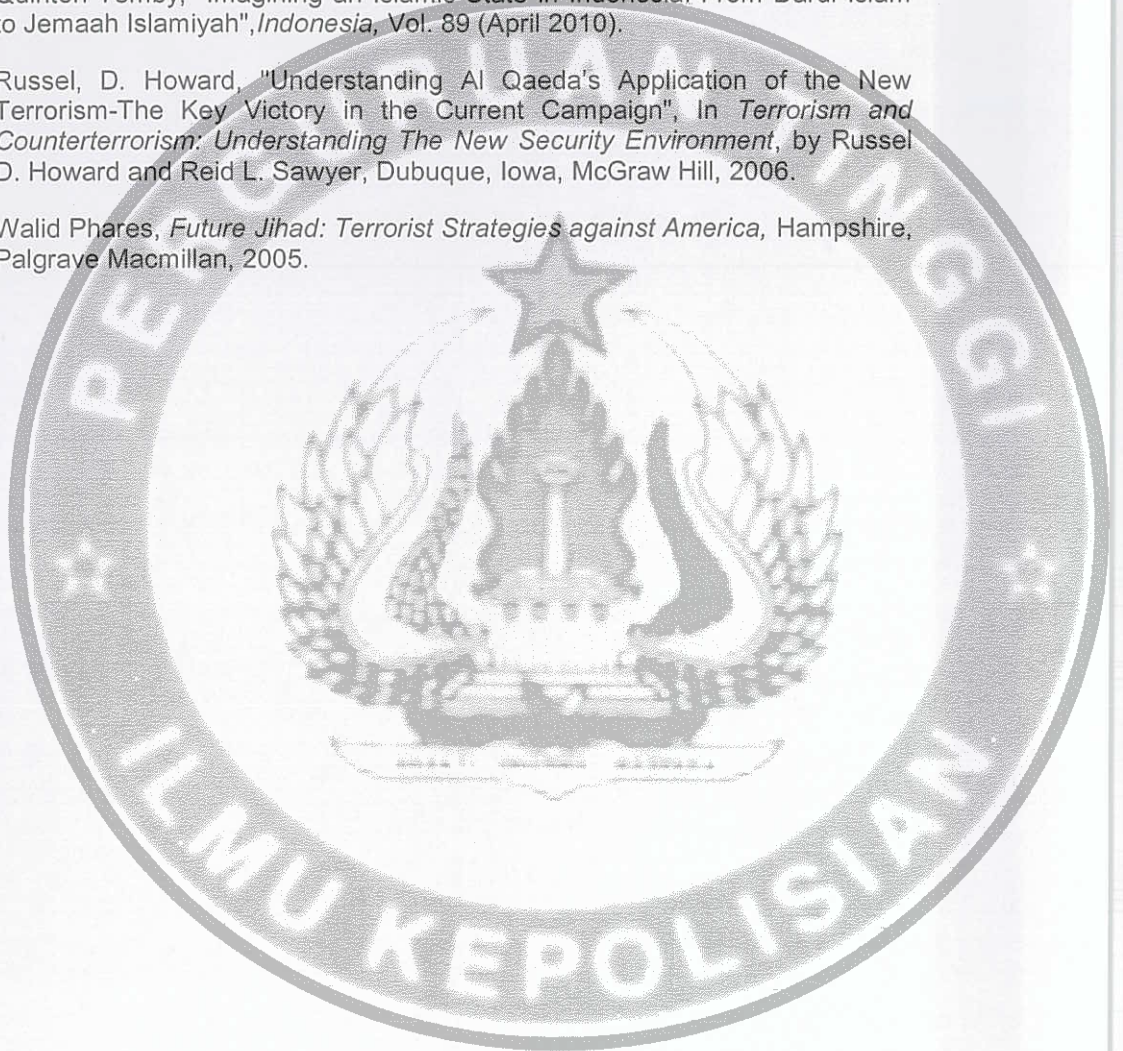 Quinton Temby, "Imagining an Islamic State in Indonesia: From Darul Islam
to Jemaah Islamiyah",Indonesia, Vol. 89 (April 2010).
Russel, D. Howard, "Understanding Al Qaeda's Application of the New
Terrorism-The Key Victory in the Current Campaign", In Terrorism and
Counterterrorism: Understanding The New Security Environment, by Russel
D. Howard and Reid L. Sawyer, Dubuque, Iowa, McGraw Hill, 2006.
Walid Phares, Future Jihad: Terrorist Strategies against America, Hampshire,
Palgrave Macmillan, 2005.
PERGURUAN TINGGI
ILMU KEPOLISIAN